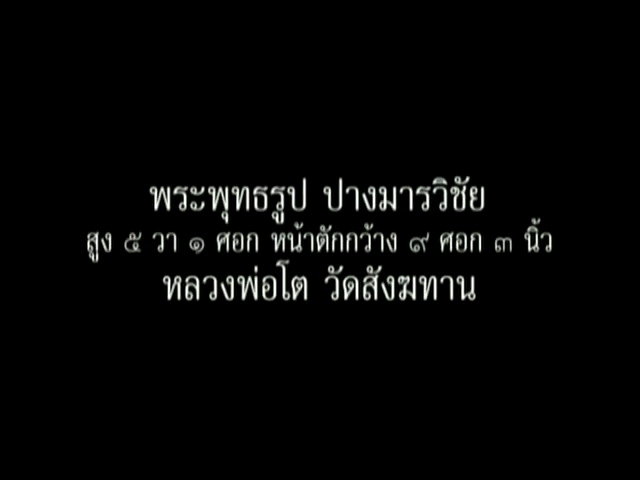 พระพุทธรูป ปางมารวิชัย
สูง ๕ วา ๑ ศอก หน้าตักกว้าง ๙ ศอก ๓ นิ้ว
หลวงพ่อโต วัดสังฆทาน